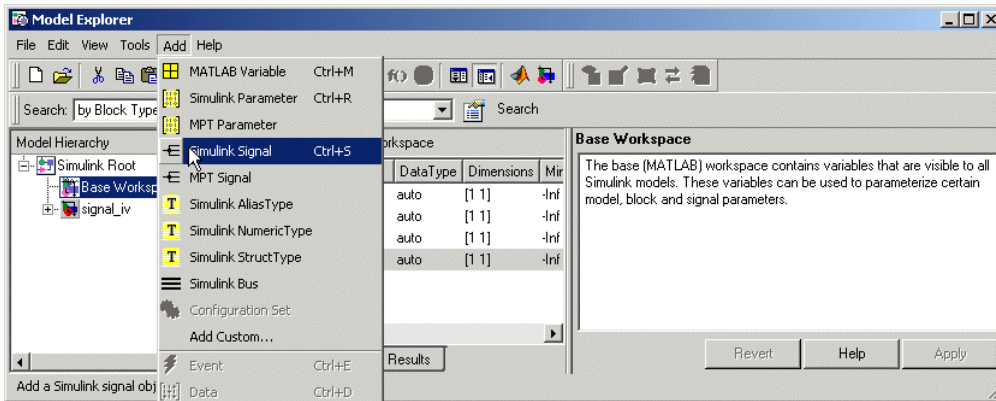 Model Explorer
File Edit View Tools Add Help
Search: by Block Type
Search
MATLAB Variable Ctrl+M
Simulink Parameter Ctrl+R
MPT Parameter
Simulink Signal Ctrl+S
MPT Signal
Simulink AliasType
Simulink NumericType
Simulink StructType
Simulink Bus
Configuration Set
Add Custom...
Event Ctrl+E
Data Ctrl+D
Model Hierarchy
Simulink Root
Base Worksp
signal_iv
orkspace
DataType Dimensions Mir
auto [1 1] -Inf
auto [1 1] -Inf
auto [1 1] -Inf
auto [1 1] -Inf
Results
Base Workspace
The base (MATLAB) workspace contains variables that are visible to all
Simulink models. These variables can be used to parameterize certain
model, block and signal parameters.
Revert Help Apply
Add a Simulink signal obj